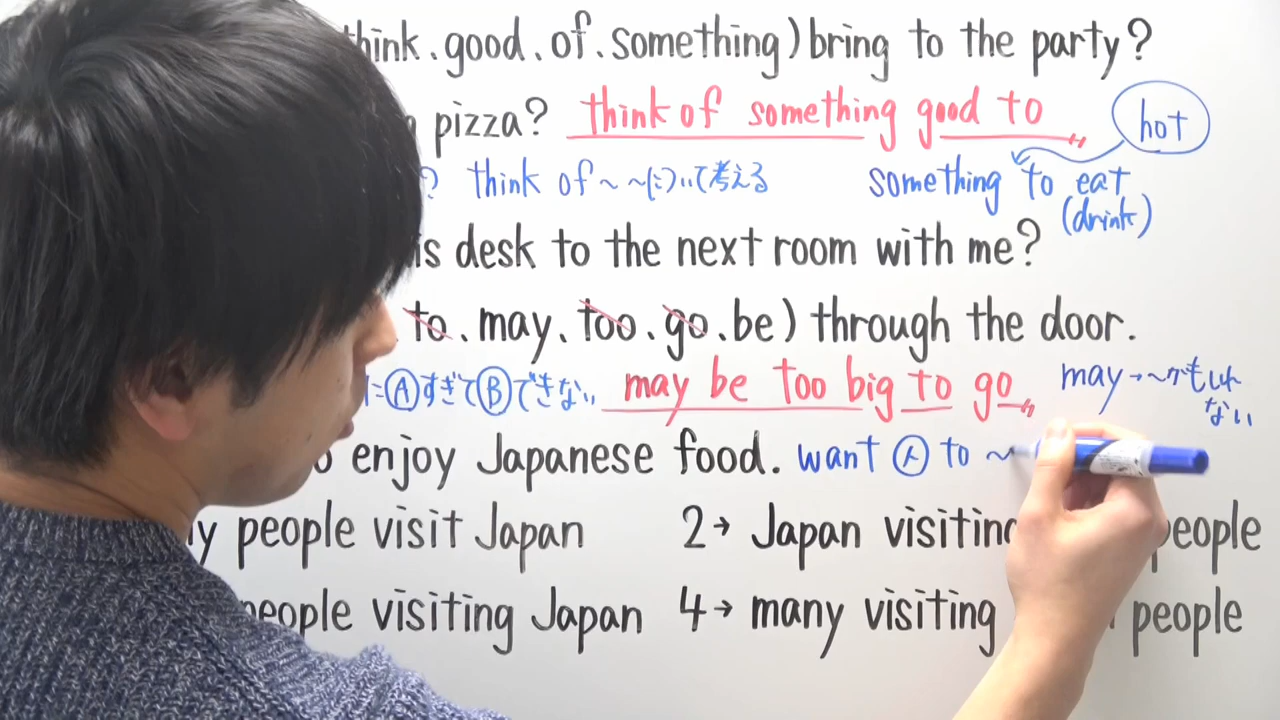 think . good . of . something ) bring to the party?
pizza? think of something good to hot
? think of ～ ～について考える something to eat
(drink)
is desk to the next room with me?
to . may . too . go . be ) through the door.
に Ⓐすぎて Ⓑできない may be too big to go may→～かもしれ
ない
enjoy Japanese food. want Ⓐ to ～
people visit Japan 2→ Japan visiting people
people visiting Japan 4→ many visiting people